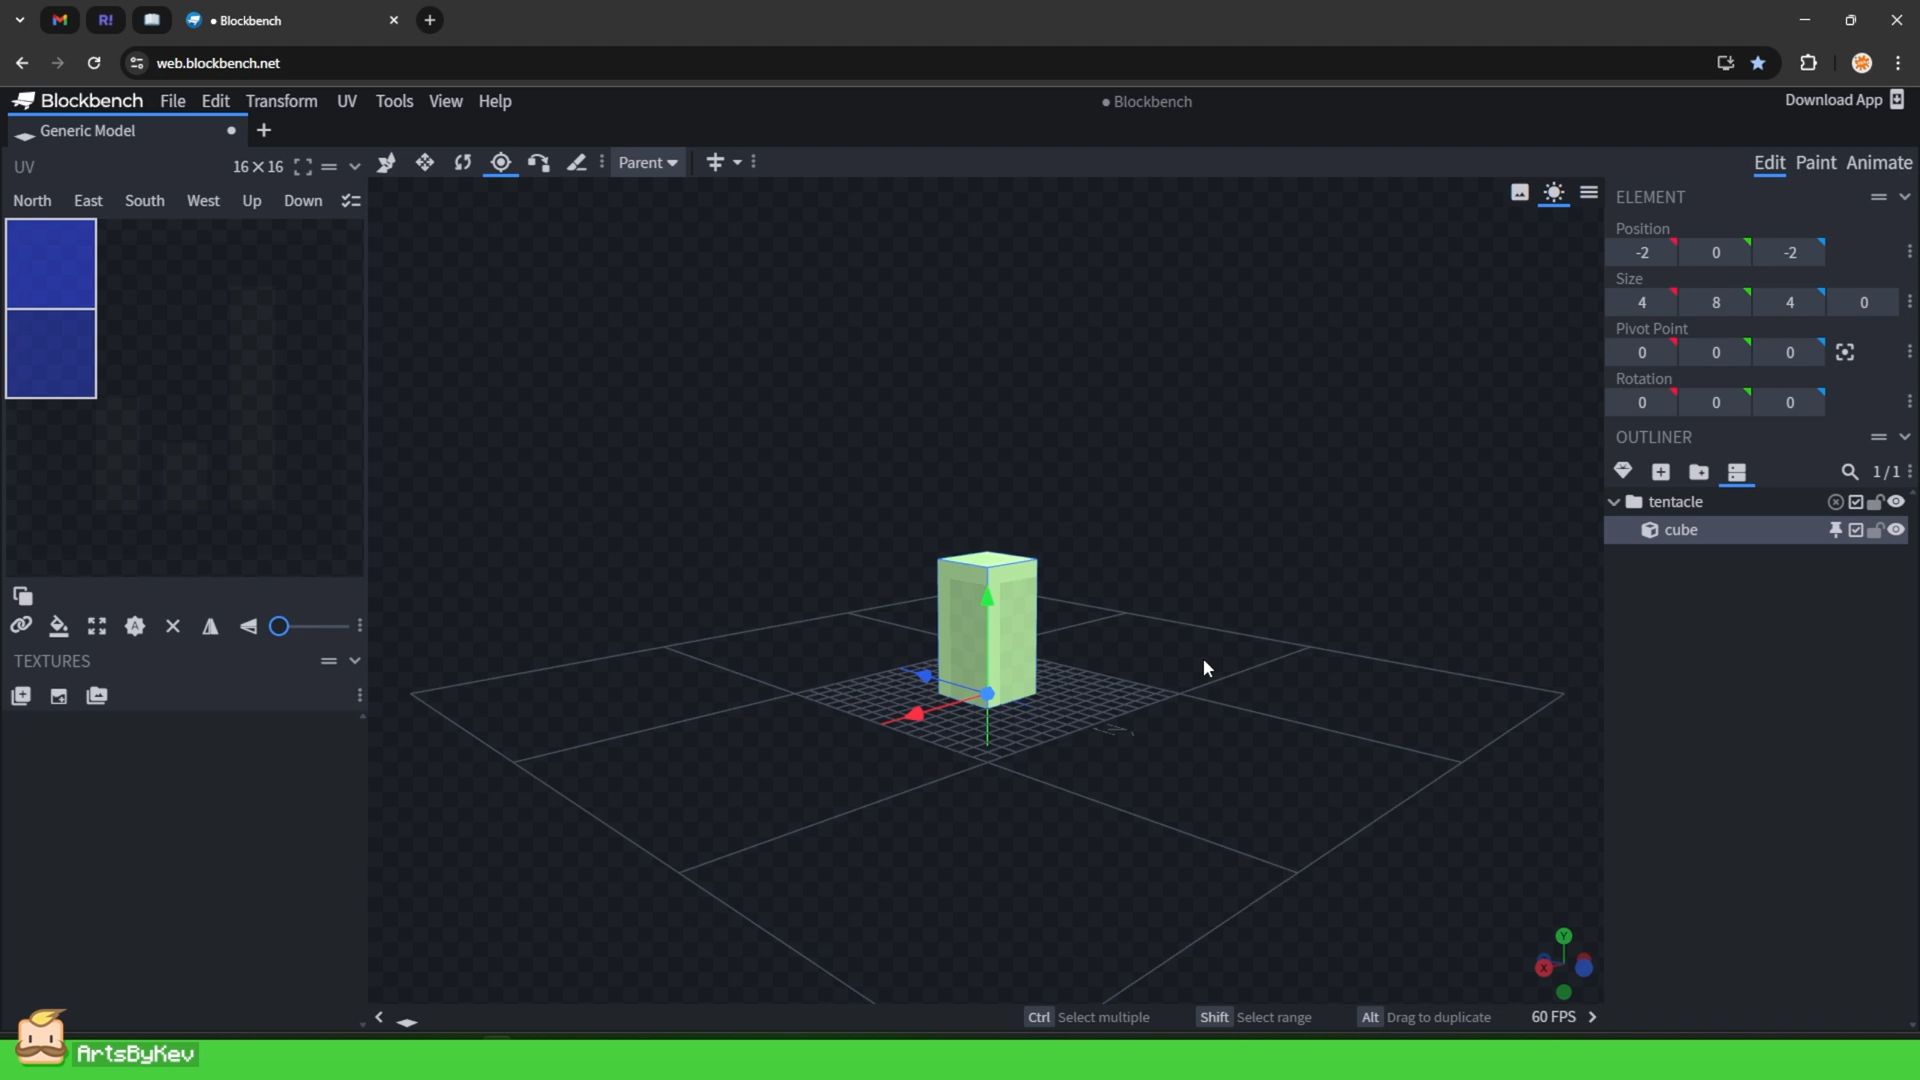 Blockbench
web.blockbench.net
Blockbench File Edit Transform UV Tools View Help
Blockbench
Download App
Generic Model
UV
16×16
Parent
Edit Paint Animate
North East South West Up Down
ELEMENT
Position
-2 0 -2
Size
4 8 4 0
Pivot Point
0 0 0
Rotation
0 0 0
OUTLINER
1/1
tentacle
cube
TEXTURES
Y
X
Ctrl Select multiple
Shift Select range
Alt Drag to duplicate
60 FPS
ArtsByKev